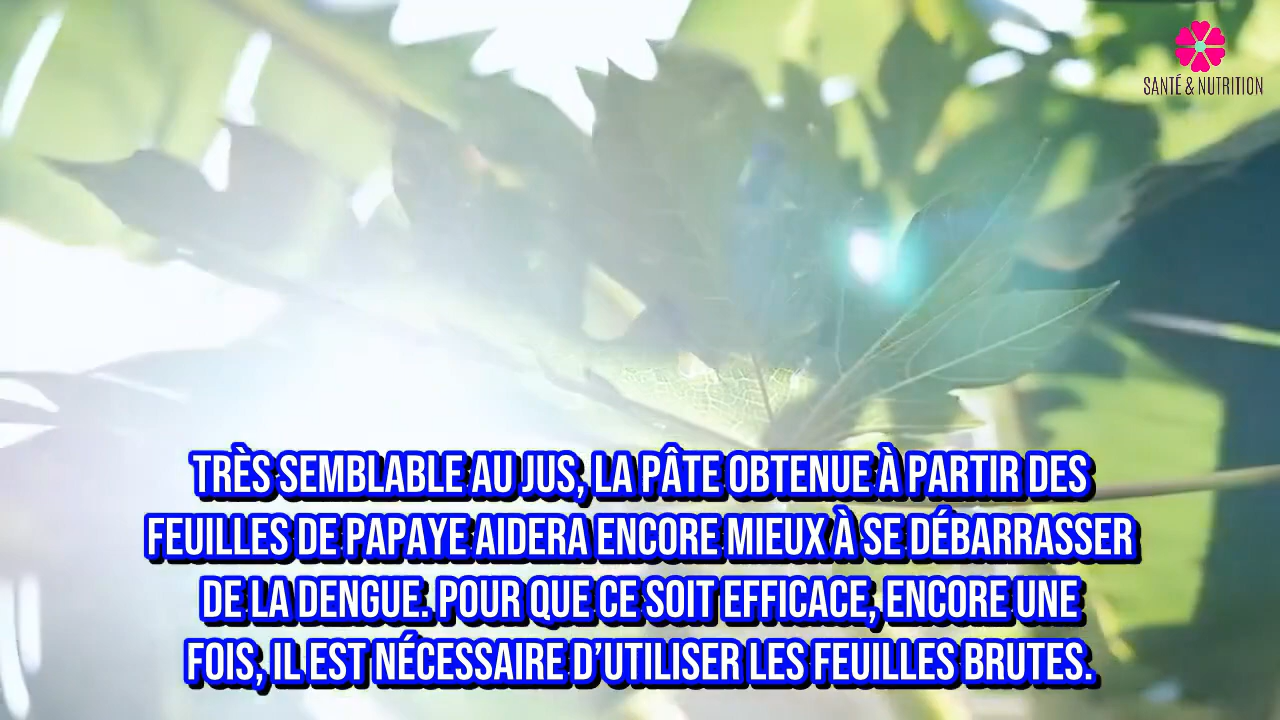 SANTÉ & NUTRITION
TRÈS SEMBLABLE AU JUS, LA PÂTE OBTENUE À PARTIR DES
FEUILLES DE PAPAYE AIDERA ENCORE MIEUX À SE DÉBARRASSER
DE LA DENGUE. POUR QUE CE SOIT EFFICACE, ENCORE UNE
FOIS, IL EST NÉCESSAIRE D’UTILISER LES FEUILLES BRUTES.